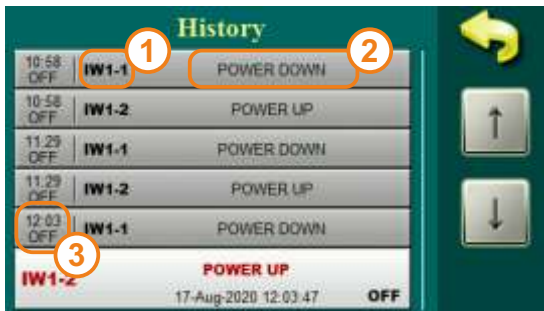 History
1
2
10:58 OFF IW1-1 POWER DOWN
10:58 OFF IW1-2 POWER UP
11:29 OFF IW1-1 POWER DOWN
11:29 OFF IW1-2 POWER UP
12:03 OFF IW1-1 POWER DOWN
3
IW1-2 POWER UP
17-Aug-2020 12:03:47 OFF